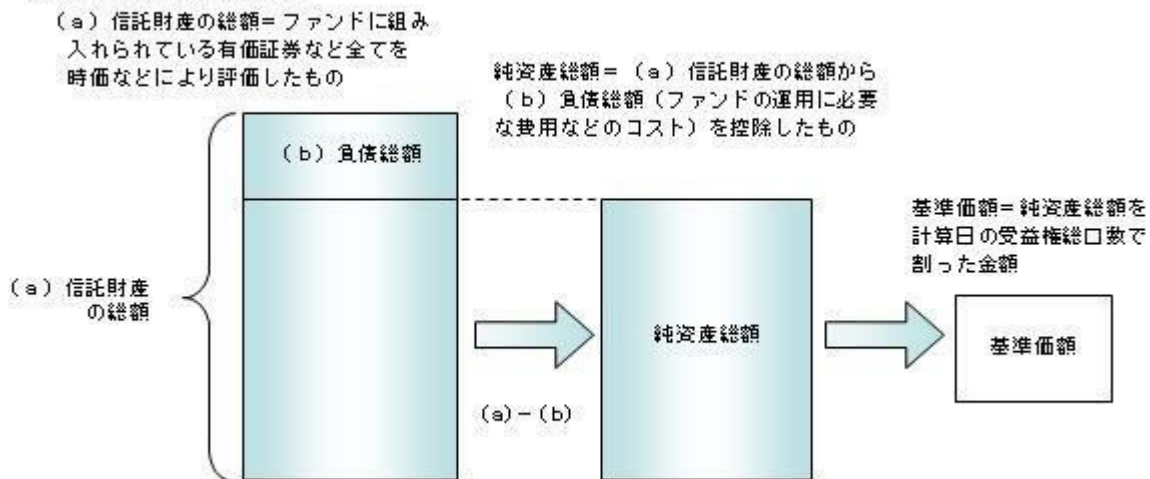 （a）信託財産の総額＝ファンドに組み
入れられている有価証券など全てを
時価などにより評価したもの
純資産総額＝（a）信託財産の総額から
（b）負債総額（ファンドの運用に必要
な費用などのコスト）を控除したもの
（b）負債総額
基準価額＝純資産総額を
計算日の受益権総口数で
割った金額
（a）信託財産
の総額
純資産総額
基準価額
(a)－(b)